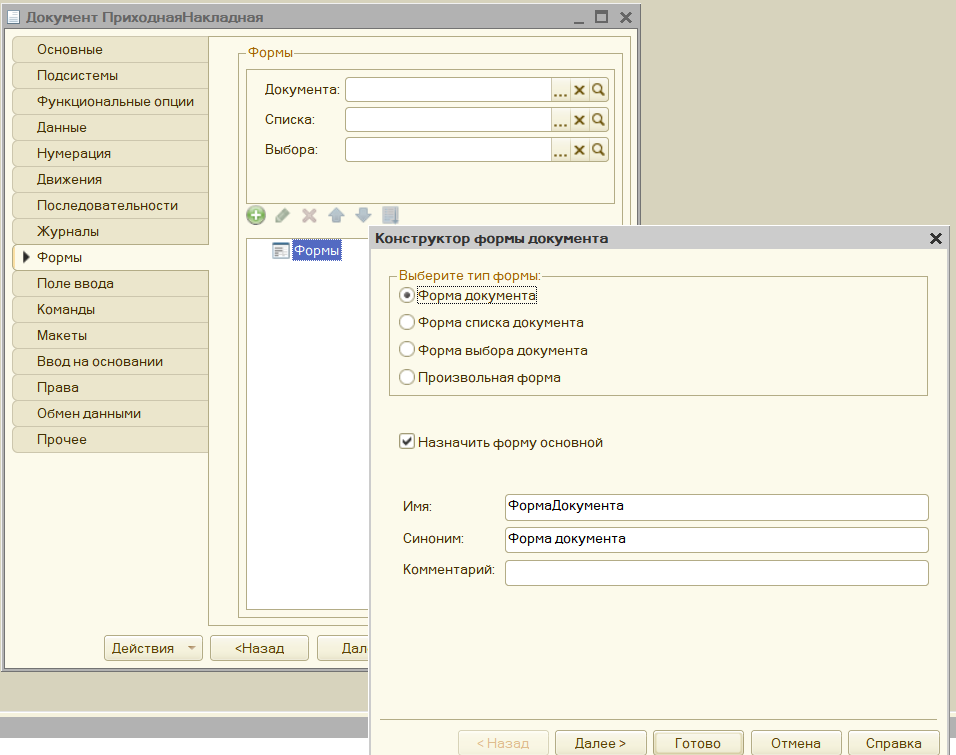 Документ ПриходнаяНакладная
Основные
Подсистемы
Функциональные опции
Данные
Нумерация
Движения
Последовательности
Журналы
Формы
Поле ввода
Команды
Макеты
Ввод на основании
Права
Обмен данными
Прочее
Формы
Документа:
Списка:
Выбора:
Формы
Действия
<Назад
Дал
Конструктор формы документа
Выберите тип формы:
Форма документа
Форма списка документа
Форма выбора документа
Произвольная форма
Назначить форму основной
Имя: ФормаДокумента
Синоним: Форма документа
Комментарий:
<Назад
Далее >
Готово
Отмена
Справка